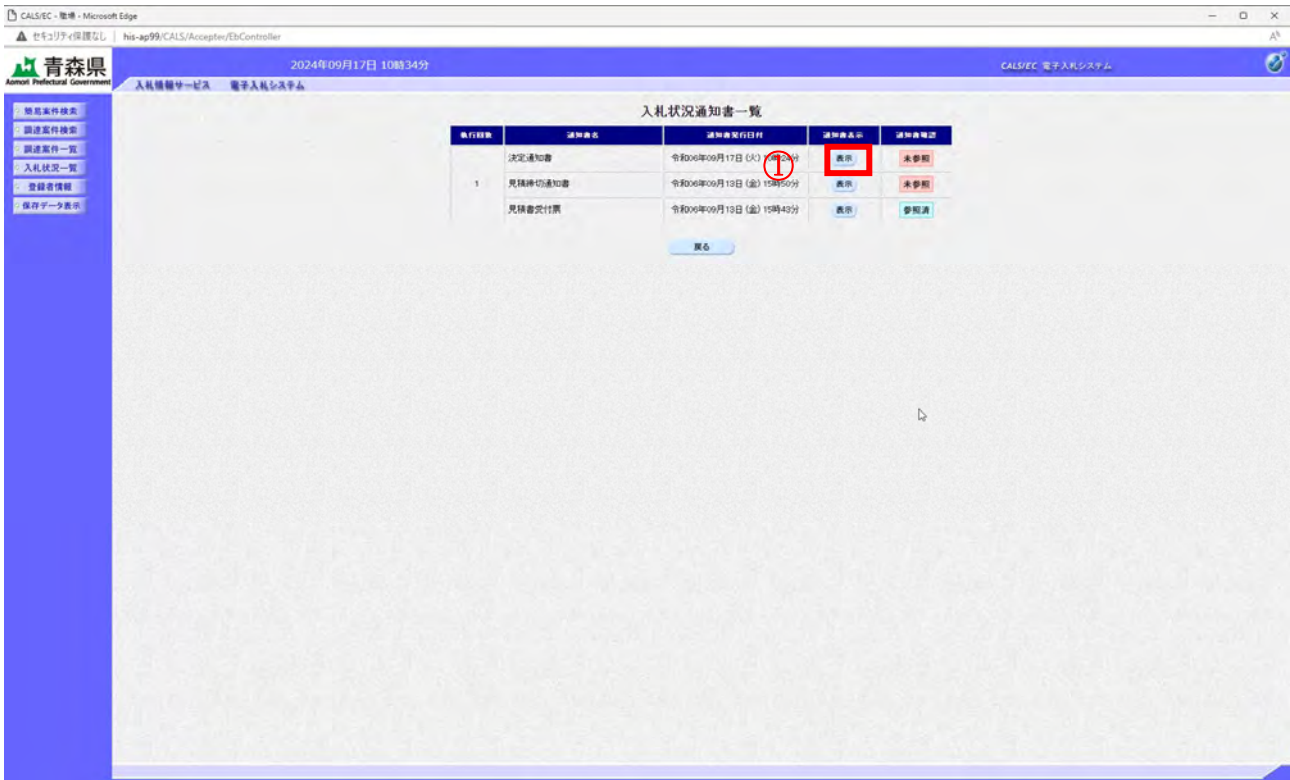 CALS/EC - 職場 - Microsoft Edge
セキュリティ保護なし | his-ap99/CALS/Accepter/EbController
青森県
Aomori Prefectural Government
2024年09月17日 10時34分
CALS/EC 電子入札システム
入札情報サービス 電子入札システム
簡易案件検索
調達案件検索
調達案件一覧
入札状況一覧
登録者情報
保存データ表示
入札状況通知書一覧
執行回数 通知書名 通知書発行日付 通知書表示 通知書確認
決定通知書 令和06年09月17日 (火) 10時24分 ① 表示 未参照
1 見積締切通知書 令和06年09月13日 (金) 15時50分 表示 未参照
見積書受付票 令和06年09月13日 (金) 15時43分 表示 参照済
戻る